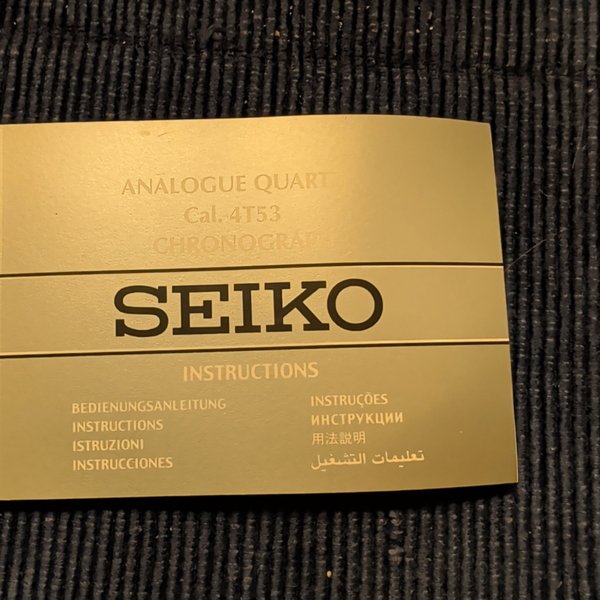 ANALOGUE QUART
Cal. 4T53
CHRONOGRAP
SEIKO
INSTRUCTIONS
BEDIENUNGSANLEITUNG
INSTRUCTIONS
ISTRUZIONI
INSTRUCCIONES
INSTRUÇÕES
ИНСТРУКЦИИ
用法説明
تعليمات التشغيل